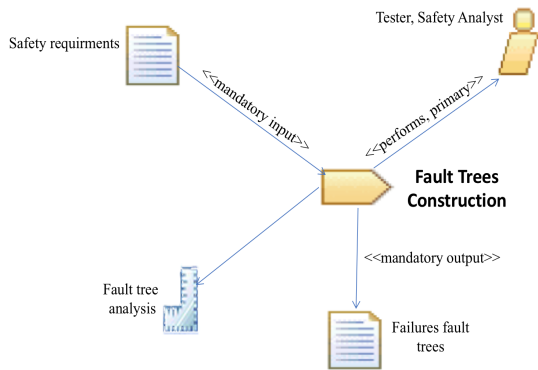 Tester, Safety Analyst
Safety requirments
<<mandatory input>>
<<performs, primary>>
Fault Trees
Construction
<<mandatory output>>
Fault tree
analysis
Failures fault
trees